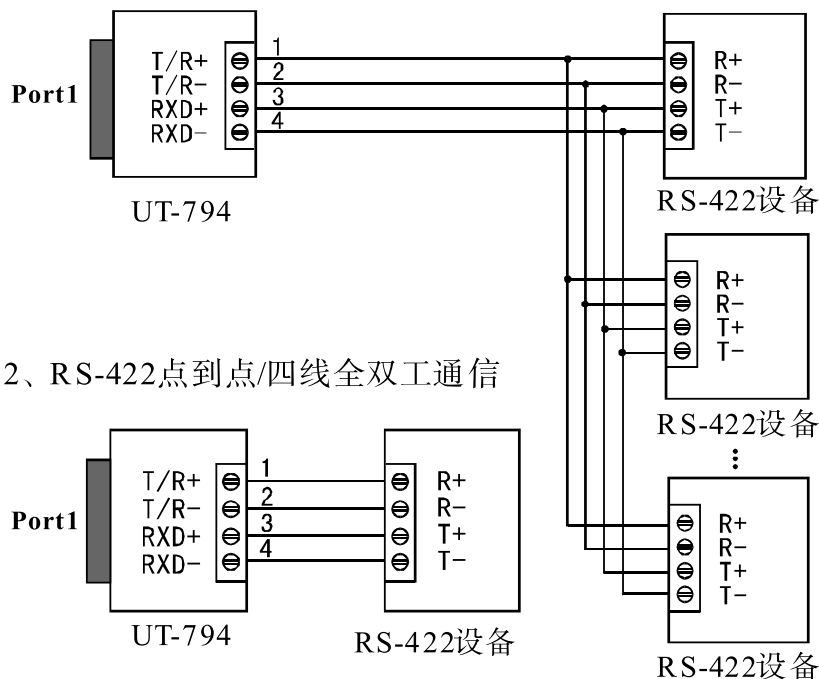 Port1
T/R+ 1
T/R- 2
RXD+ 3
RXD- 4
UT-794
R+
R-
T+
T-
RS-422设备
R+
R-
T+
T-
RS-422设备
...
R+
R-
T+
T-
RS-422设备
2、RS-422点到点/四线全双工通信
Port1
T/R+ 1
T/R- 2
RXD+ 3
RXD- 4
UT-794
R+
R-
T+
T-
RS-422设备